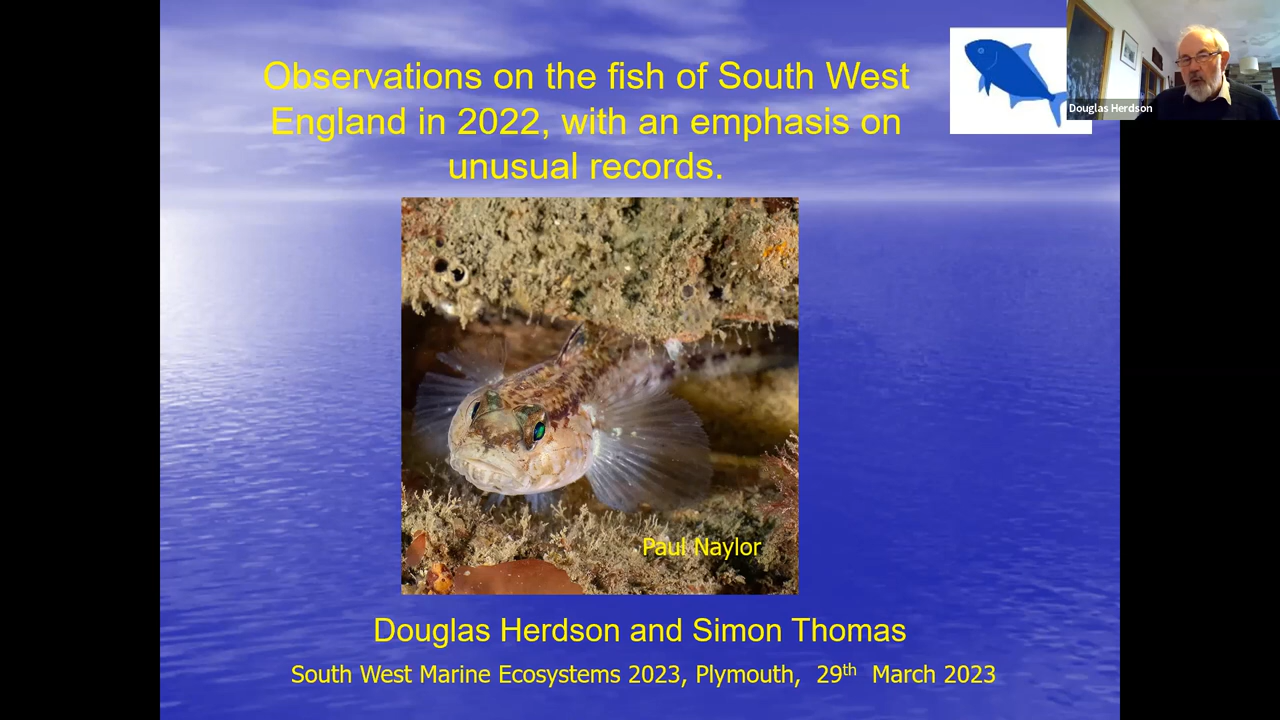 Observations on the fish of South West
England in 2022, with an emphasis on
unusual records.
Douglas Herdson
Paul Naylor
Douglas Herdson and Simon Thomas
South West Marine Ecosystems 2023, Plymouth, 29th March 2023